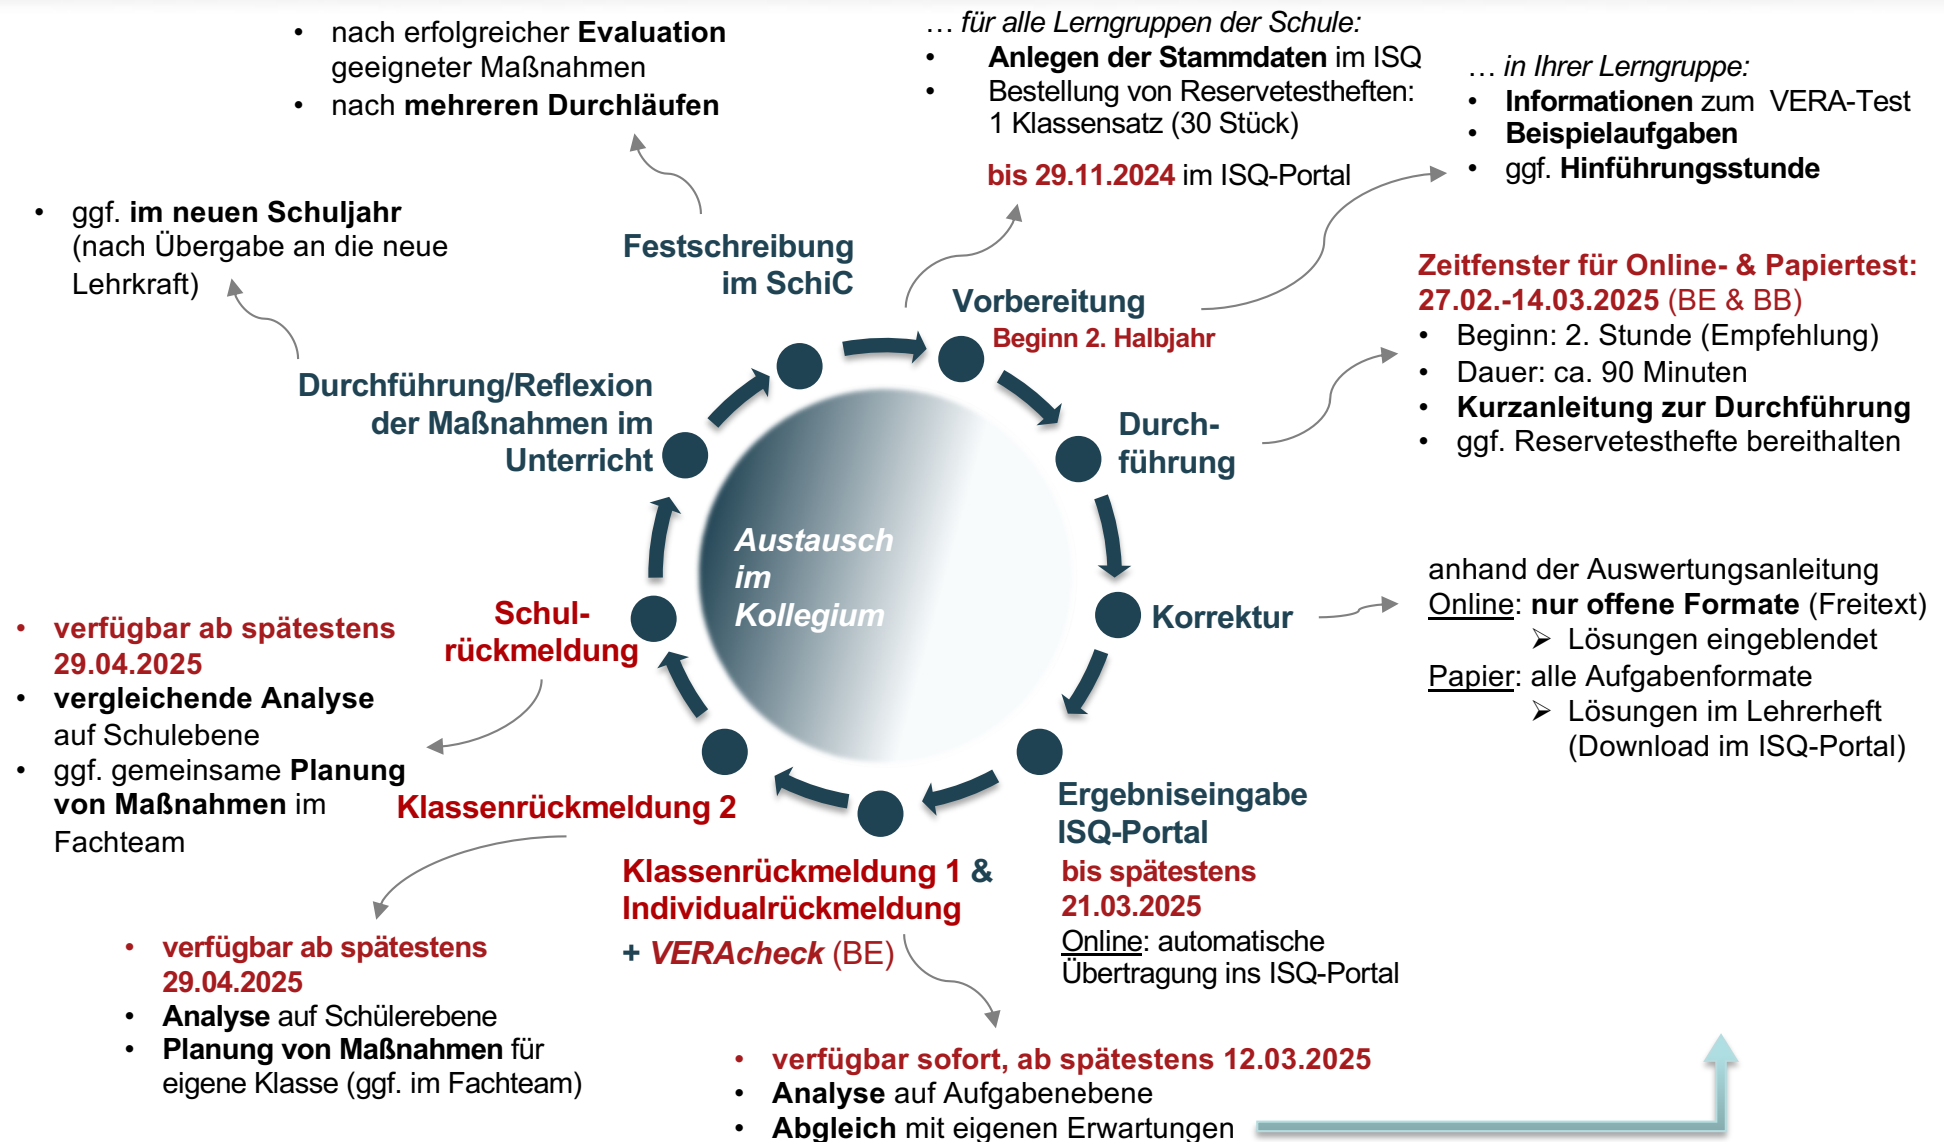 • nach erfolgreicher Evaluation
geeigneter Maßnahmen
• nach mehreren Durchläufen
… für alle Lerngruppen der Schule:
• Anlegen der Stammdaten im ISQ
• Bestellung von Reservetestheften:
1 Klassensatz (30 Stück)
bis 29.11.2024 im ISQ-Portal
… in Ihrer Lerngruppe:
• Informationen zum VERA-Test
• Beispielaufgaben
• ggf. Hinführungsstunde
• ggf. im neuen Schuljahr
(nach Übergabe an die neue
Lehrkraft)
Festschreibung
im SchiC
Vorbereitung
Beginn 2. Halbjahr
Zeitfenster für Online- & Papiertest:
27.02.-14.03.2025 (BE & BB)
• Beginn: 2. Stunde (Empfehlung)
• Dauer: ca. 90 Minuten
• Kurzanleitung zur Durchführung
• ggf. Reservetesthefte bereithalten
Durchführung/Reflexion
der Maßnahmen im
Unterricht
Durch-
führung
Austausch
im
Kollegium
Korrektur
anhand der Auswertungsanleitung
Online: nur offene Formate (Freitext)
➢ Lösungen eingeblendet
Papier: alle Aufgabenformate
➢ Lösungen im Lehrerheft
(Download im ISQ-Portal)
Schul-
rückmeldung
• verfügbar ab spätestens
29.04.2025
• vergleichende Analyse
auf Schulebene
• ggf. gemeinsame Planung
von Maßnahmen im
Fachteam
Klassenrückmeldung 2
Ergebniseingabe
ISQ-Portal
bis spätestens
21.03.2025
Online: automatische
Übertragung ins ISQ-Portal
Klassenrückmeldung 1 &
Individualrückmeldung
+ VERAcheck (BE)
• verfügbar ab spätestens
29.04.2025
• Analyse auf Schülerebene
• Planung von Maßnahmen für
eigene Klasse (ggf. im Fachteam)
• verfügbar sofort, ab spätestens 12.03.2025
• Analyse auf Aufgabenebene
• Abgleich mit eigenen Erwartungen